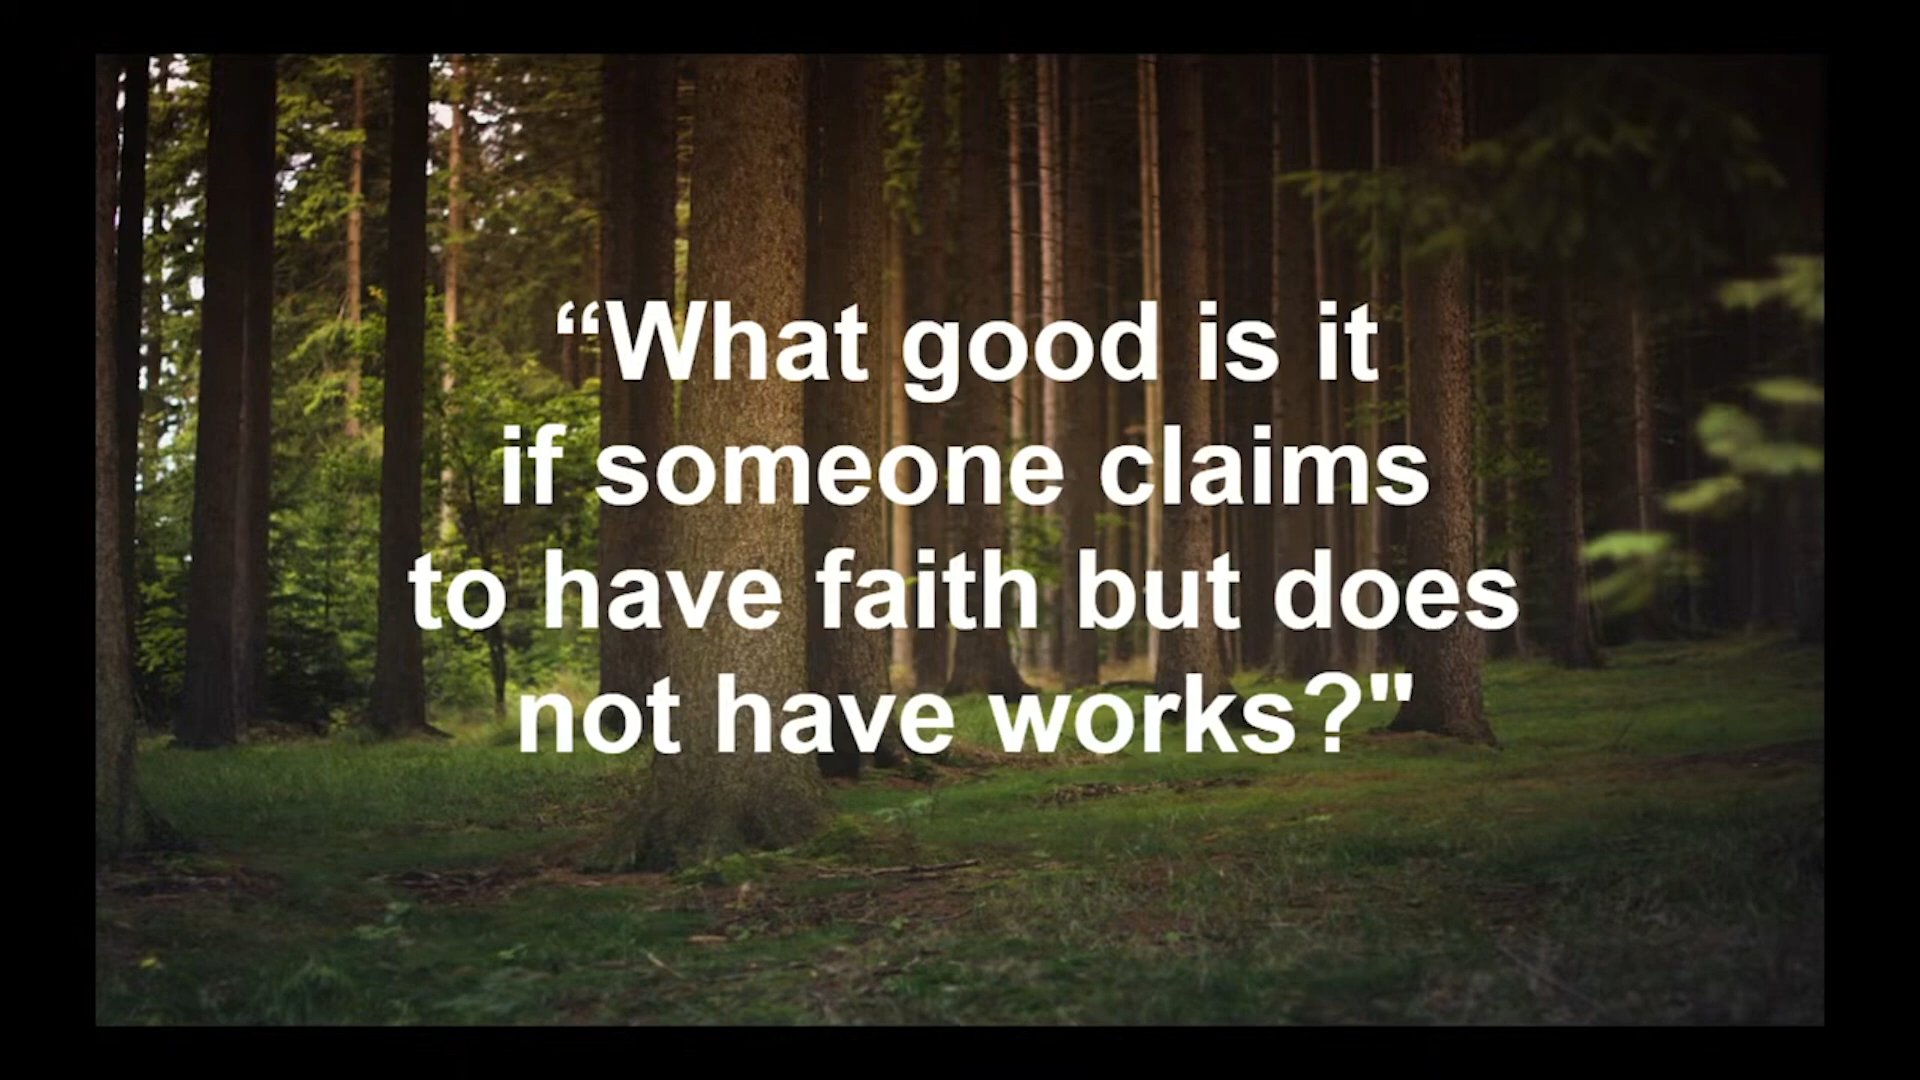 “What good is it
if someone claims
to have faith but does
not have works?"